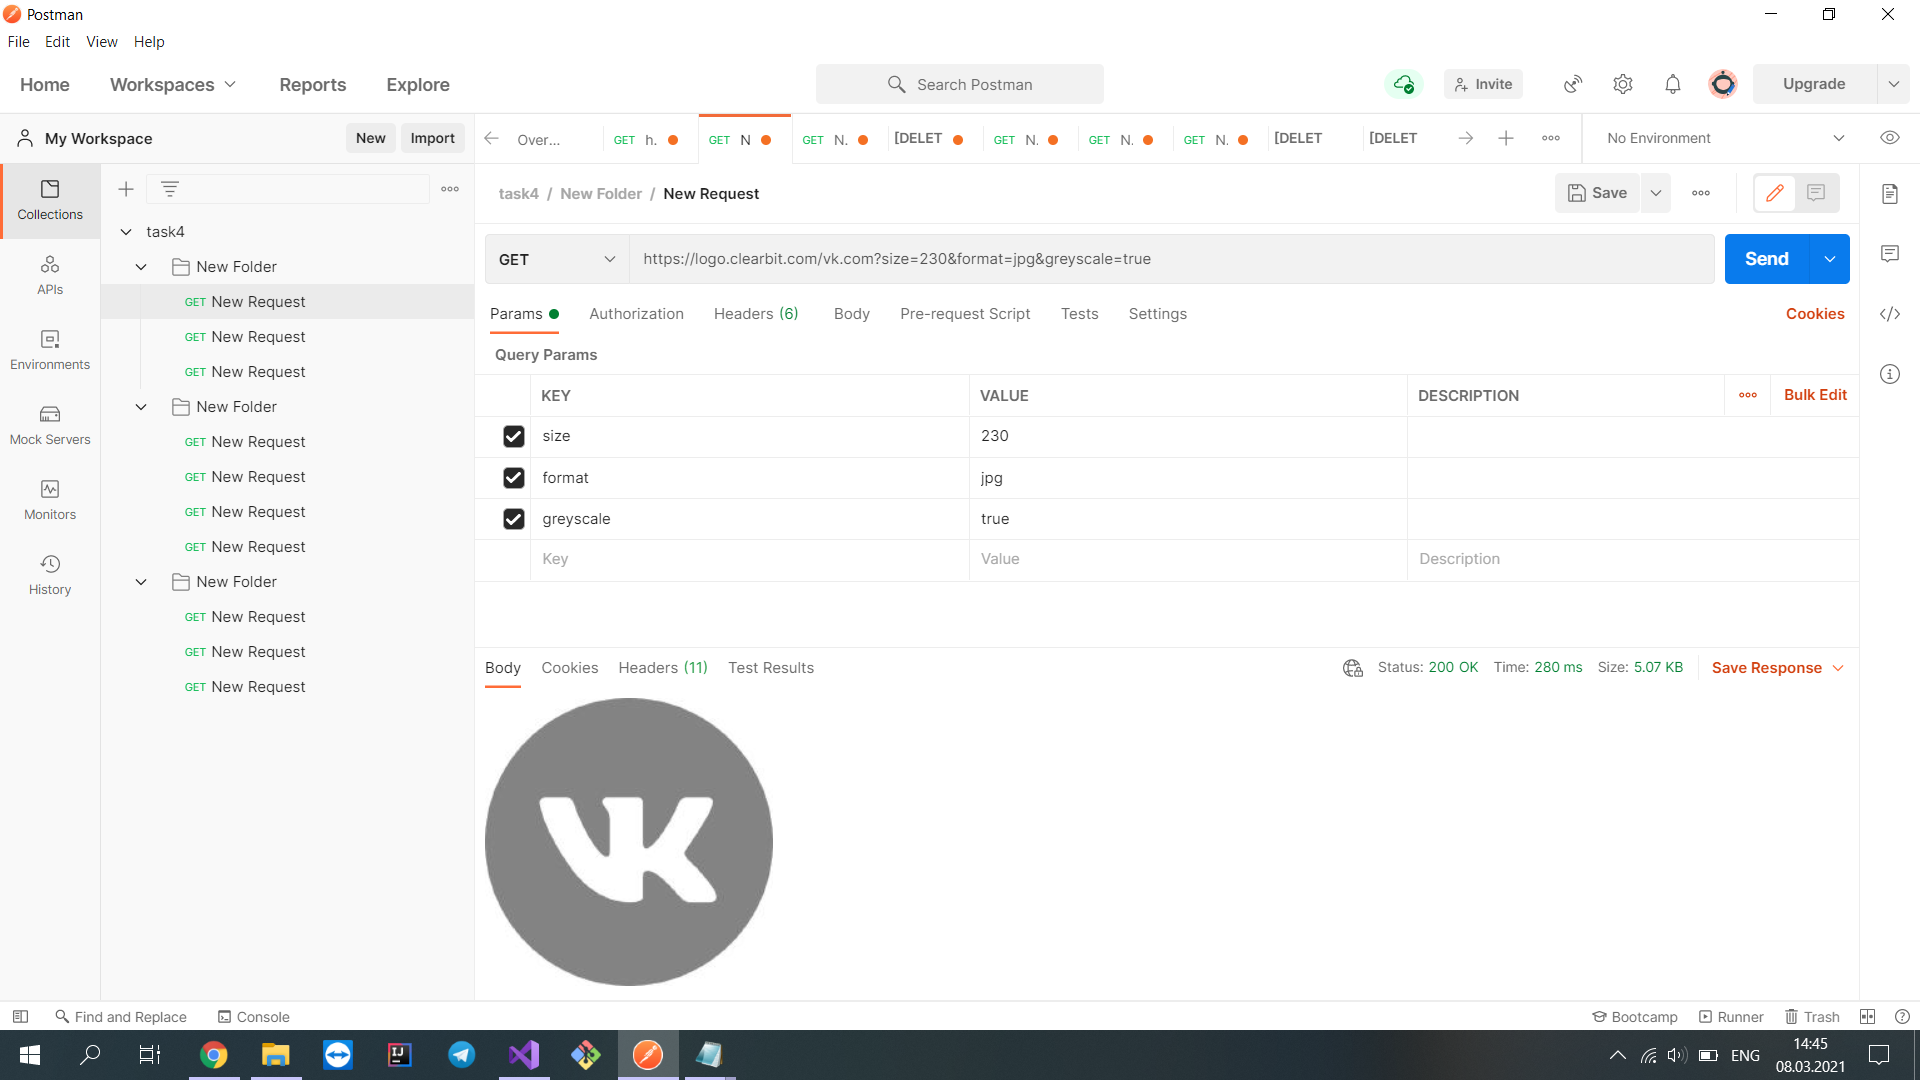 Postman
File Edit View Help
Home Workspaces Reports Explore Search Postman Invite Upgrade
My Workspace New Import Over... GET h. GET N GET N. [DELET GET N. GET N. GET N. [DELET [DELET No Environment
task4 / New Folder / New Request Save
Collections
APIs
Environments
Mock Servers
Monitors
History
task4
New Folder
GET New Request
GET New Request
GET New Request
New Folder
GET New Request
GET New Request
GET New Request
GET New Request
New Folder
GET New Request
GET New Request
GET New Request
GET https://logo.clearbit.com/vk.com?size=230&format=jpg&greyscale=true Send
Params Authorization Headers (6) Body Pre-request Script Tests Settings Cookies
Query Params
KEY VALUE DESCRIPTION Bulk Edit
size 230
format jpg
greyscale true
Key Value Description
Body Cookies Headers (11) Test Results Status: 200 OK Time: 280 ms Size: 5.07 KB Save Response
VK
Find and Replace Console Bootcamp Runner Trash
IJ
ENG 14:45
08.03.2021